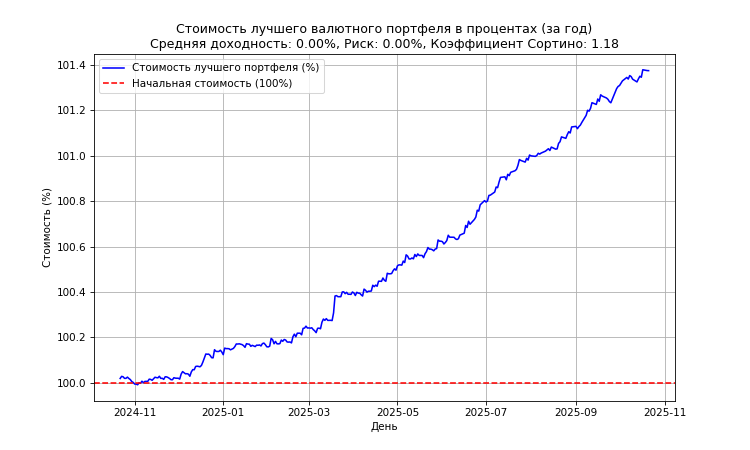 Стоимость лучшего валютного портфеля в процентах (за год)
Средняя доходность: 0.00%, Риск: 0.00%, Коэффициент Сортино: 1.18
Стоимость лучшего портфеля (%)
Начальная стоимость (100%)
Стоимость (%)
101.4
101.2
101.0
100.8
100.6
100.4
100.2
100.0
2024-11
2025-01
2025-03
2025-05
2025-07
2025-09
2025-11
День